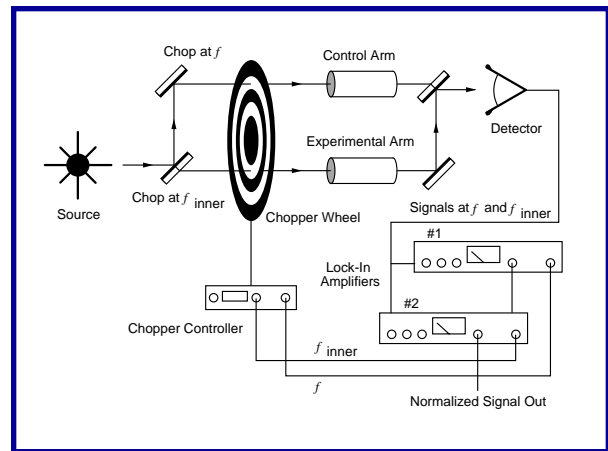 Chop at f
Control Arm
Experimental Arm
Detector
Source
Chop at f inner
Chopper Wheel
Signals at f and f inner
#1
Lock-In
Amplifiers
#2
Chopper Controller
f inner
f
Normalized Signal Out